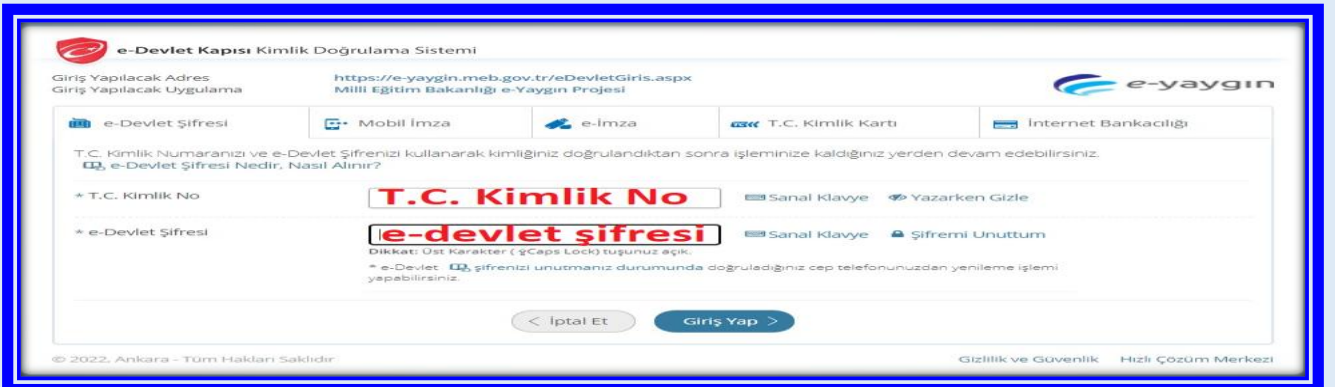 e-Devlet Kapısı Kimlik Doğrulama Sistemi
Giriş Yapılacak Adres https://e-yaygin.meb.gov.tr/eDevletGiris.aspx
Giriş Yapılacak Uygulama Milli Eğitim Bakanlığı e-Yaygın Projesi
e-yaygın
e-Devlet Şifresi Mobil İmza e-İmza T.C. Kimlik Kartı İnternet Bankacılığı
T.C. Kimlik Numaranızı ve e-Devlet Şifrenizi kullanarak kimliğiniz doğrulandıktan sonra işleminize kaldığınız yerden devam edebilirsiniz.
e-Devlet Şifresi Nedir, Nasıl Alınır?
* T.C. Kimlik No T.C. Kimlik No Sanal Klavye Yazarken Gizle
* e-Devlet Şifresi e-devlet şifresi Sanal Klavye Şifremi Unuttum
Dikkat: Üst Karakter ( Caps Lock) tuşunuz açık.
* e-Devlet şifrenizi unutmanız durumunda doğruladığınız cep telefonunuzdan yenileme işlemi
yapabilirsiniz.
< İptal Et Giriş Yap >
© 2022, Ankara - Tüm Hakları Saklıdır Gizlilik ve Güvenlik Hızlı Çözüm Merkezi